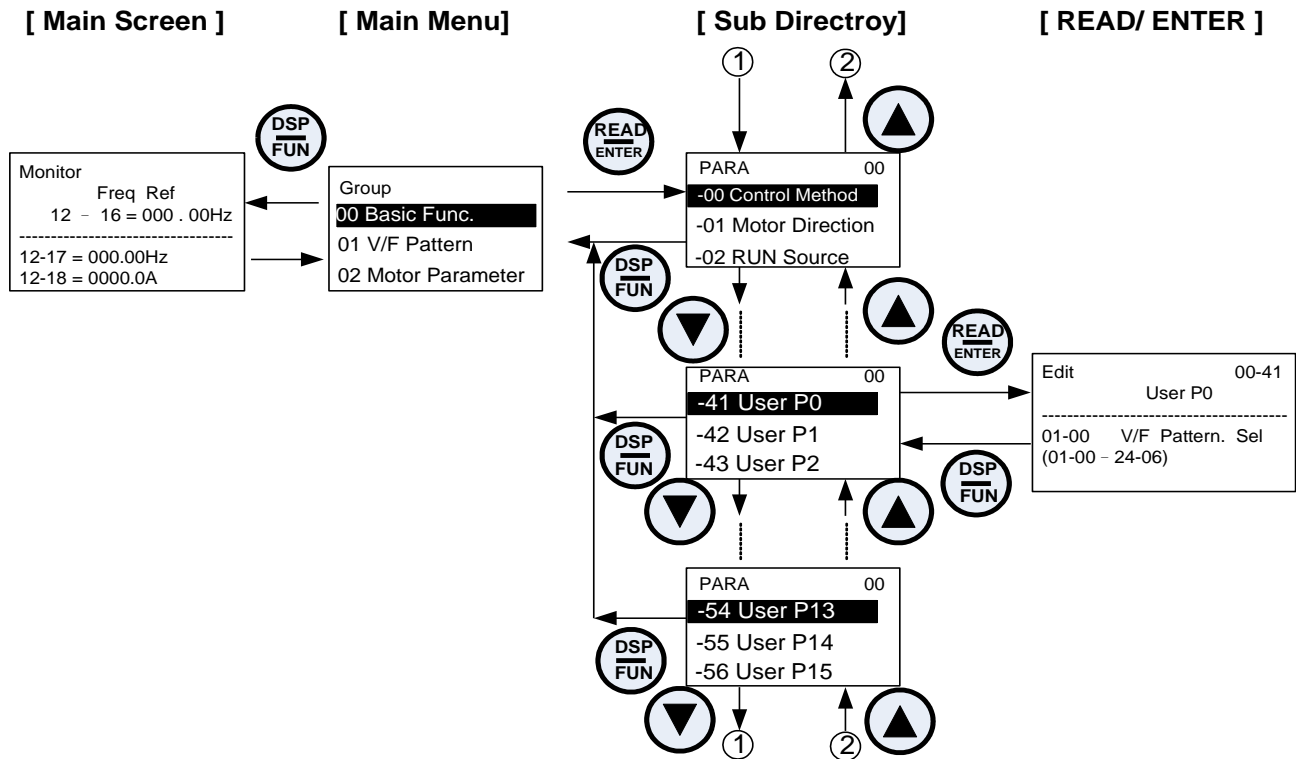 [ Main Screen ] [ Main Menu] [ Sub Directroy] [ READ/ ENTER ]
1 2
DSP
FUN
READ
ENTER
Monitor
Freq Ref
12 - 16 = 000 . 00Hz
---------------------------------
12-17 = 000.00Hz
12-18 = 0000.0A
Group
00 Basic Func.
01 V/F Pattern
02 Motor Parameter
PARA 00
-00 Control Method
-01 Motor Direction
-02 RUN Source
DSP
FUN
READ
ENTER
PARA 00
-41 User P0
-42 User P1
-43 User P2
DSP
FUN
Edit 00-41
User P0
---------------------------------
01-00 V/F Pattern. Sel
(01-00 - 24-06)
DSP
FUN
PARA 00
-54 User P13
-55 User P14
-56 User P15
DSP
FUN
1 2